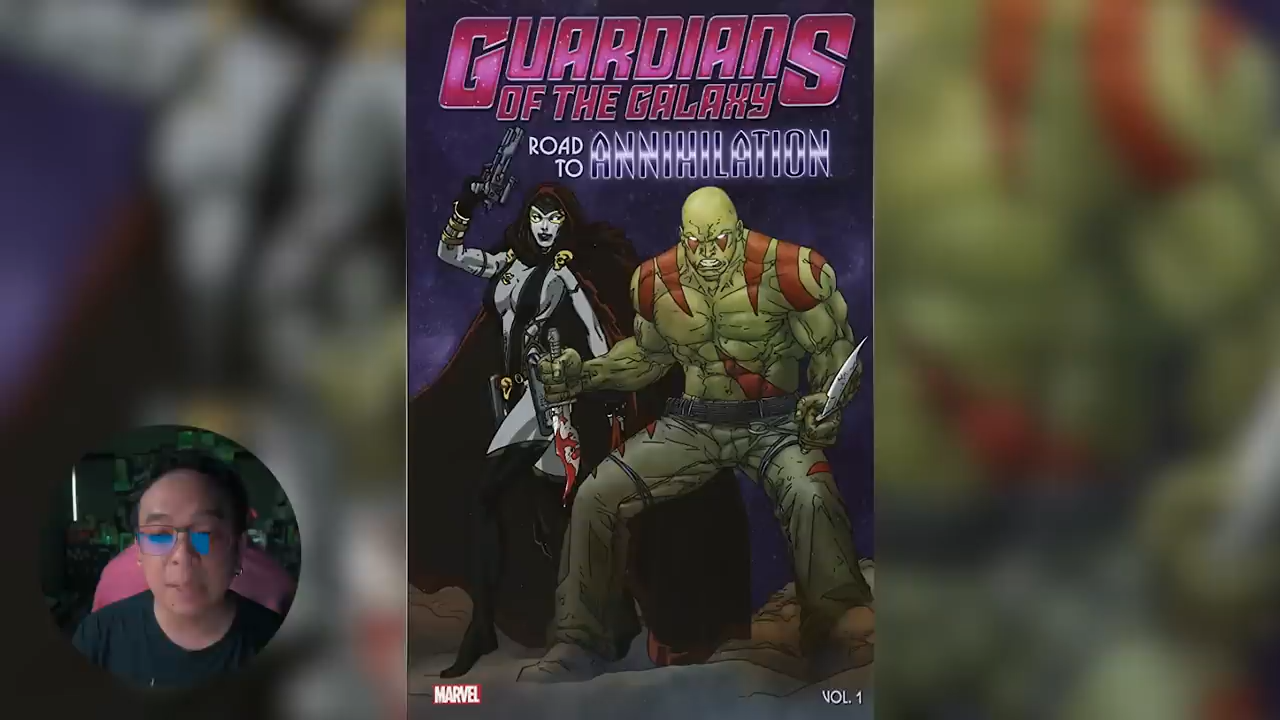 GUARDIANS
OF THE GALAXY
ROAD
TO ANNIHILATION
MARVEL
VOL. 1